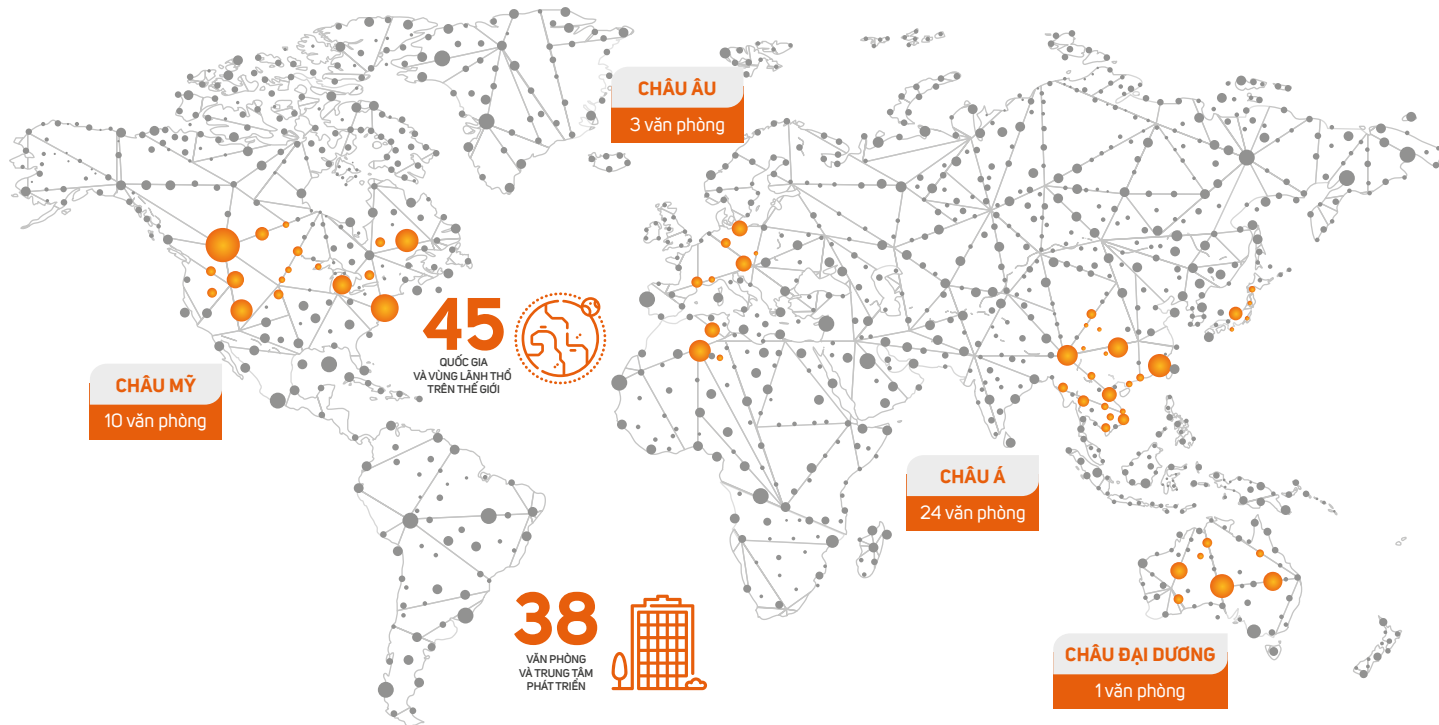 CHÂU ÂU
3 văn phòng
45
QUỐC GIA
VÀ VÙNG LÃNH THỔ
TRÊN THẾ GIỚI
CHÂU MỸ
10 văn phòng
CHÂU Á
24 văn phòng
38
VĂN PHÒNG
VÀ TRUNG TÂM
PHÁT TRIỂN
CHÂU ĐẠI DƯƠNG
1 văn phòng